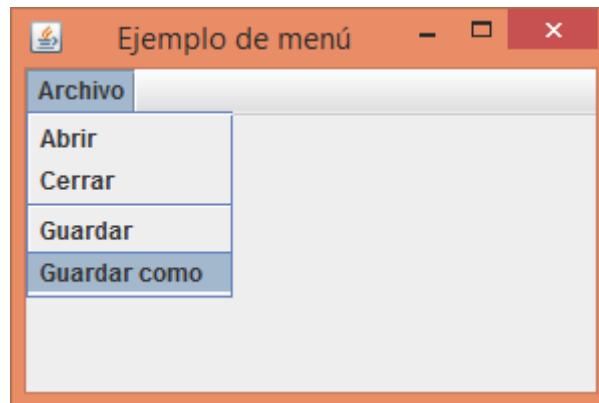 Ejemplo de menú
Archivo
Abrir
Cerrar
Guardar
Guardar como